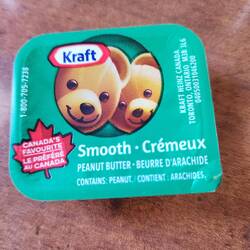 Kraft
1-800-705-7238
KRAFT HEINZ CANADA
TORONTO, ONTARIO, M3B 3L6
CANADA'S
FAVOURITE
LE PRÉFÉRÉ
AU CANADA
Smooth · Crémeux
PEANUT BUTTER · BEURRE D'ARACHIDE
CONTAINS: PEANUT. / CONTIENT : ARACHIDES.